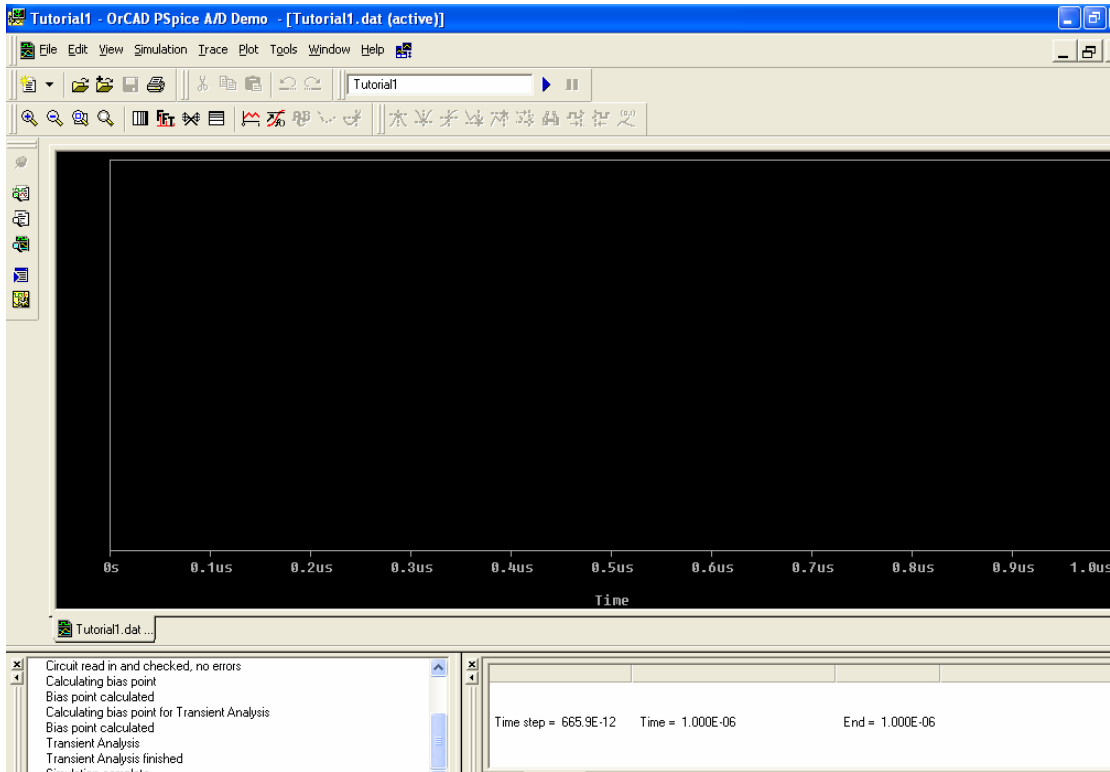 Tutorial1 - OrCAD PSpice A/D Demo - [Tutorial1.dat (active)]
File Edit View Simulation Trace Plot Tools Window Help
Tutorial1
FFT
0s 0.1us 0.2us 0.3us 0.4us 0.5us 0.6us 0.7us 0.8us 0.9us 1.0us
Time
Tutorial1.dat ...
Circuit read in and checked, no errors
Calculating bias point
Bias point calculated
Calculating bias point for Transient Analysis
Bias point calculated
Transient Analysis
Transient Analysis finished
Simulation complete
Time step = 665.9E-12 Time = 1.000E-06 End = 1.000E-06